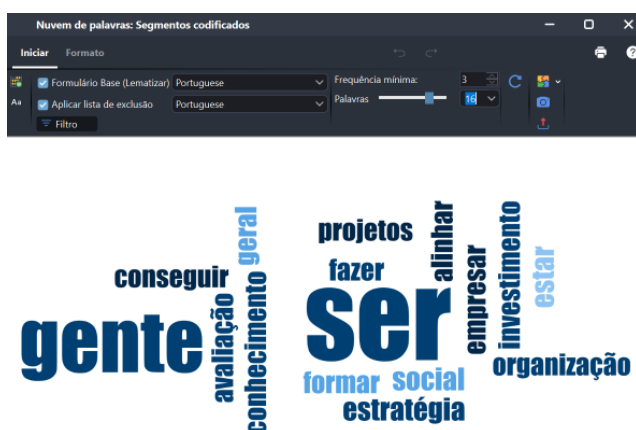 Nuvem de palavras: Segmentos codificados
Iniciar Formato
Formulário Base (Lematizar) Portuguese Frequência mínima: 3
Aa Aplicar lista de exclusão Portuguese Palavras 16
Filtro
conseguir
geral
gente
avaliação
conhecimento
projetos
alinhar
fazer
ser
empresar
investimento
estar
organização
formar social
estratégia